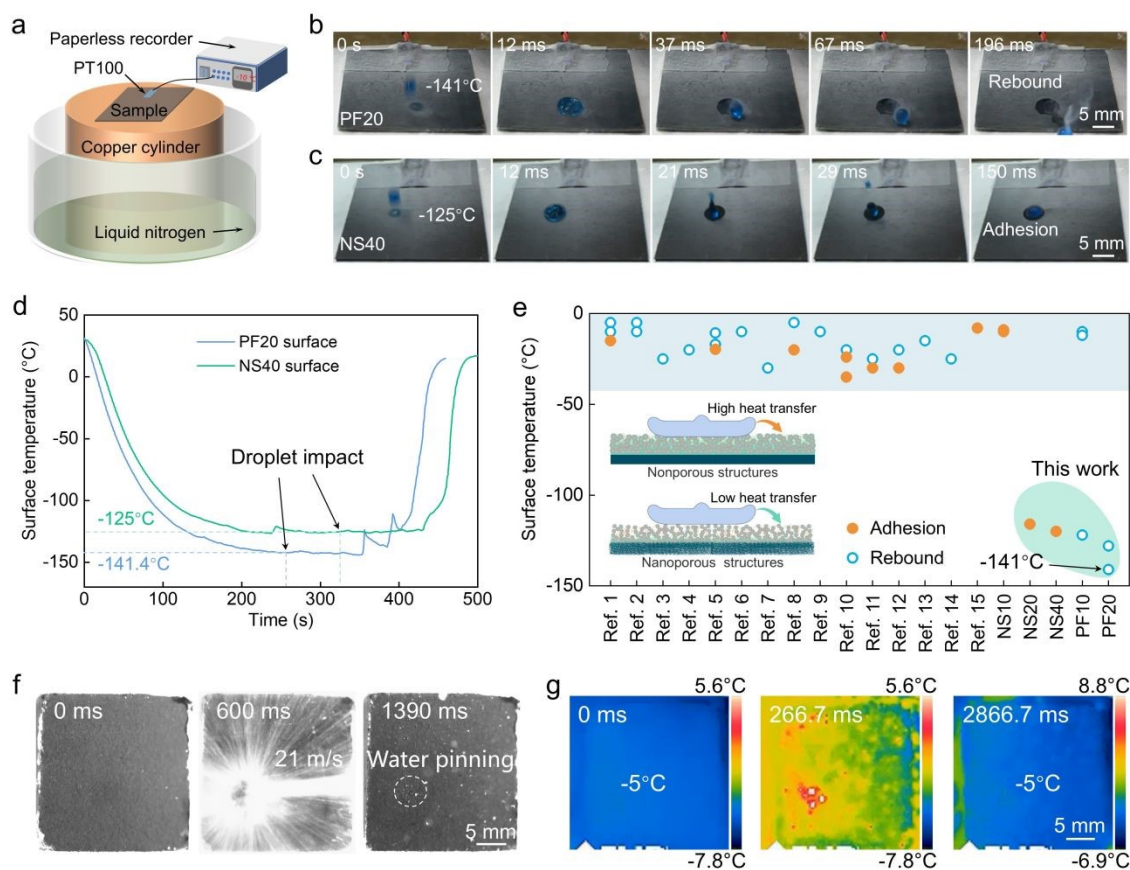 a
Paperless recorder
PT100
Sample
Copper cylinder
Liquid nitrogen
b
0 s
12 ms
37 ms
67 ms
196 ms
-141°C
Rebound
PF20
5 mm
c
0 s
12 ms
21 ms
29 ms
150 ms
-125°C
NS40
Adhesion
5 mm
d
Surface temperature (°C)
50
0
-50
-100
-150
PF20 surface
NS40 surface
Droplet impact
-125°C
-141.4°C
0
100
200
300
400
500
Time (s)
e
Surface temperature (°C)
0
-50
-100
-150
High heat transfer
Nonporous structures
Low heat transfer
Nanoporous structures
This work
Adhesion
Rebound
-141°C
Ref. 1
Ref. 2
Ref. 3
Ref. 4
Ref. 5
Ref. 6
Ref. 7
Ref. 8
Ref. 9
Ref. 10
Ref. 11
Ref. 12
Ref. 13
Ref. 14
Ref. 15
NS10
NS20
NS40
PF10
PF20
f
0 ms
600 ms
21 m/s
1390 ms
Water pinning
5 mm
g
5.6°C
5.6°C
8.8°C
0 ms
266.7 ms
2866.7 ms
-5°C
-5°C
5 mm
-7.8°C
-7.8°C
-6.9°C